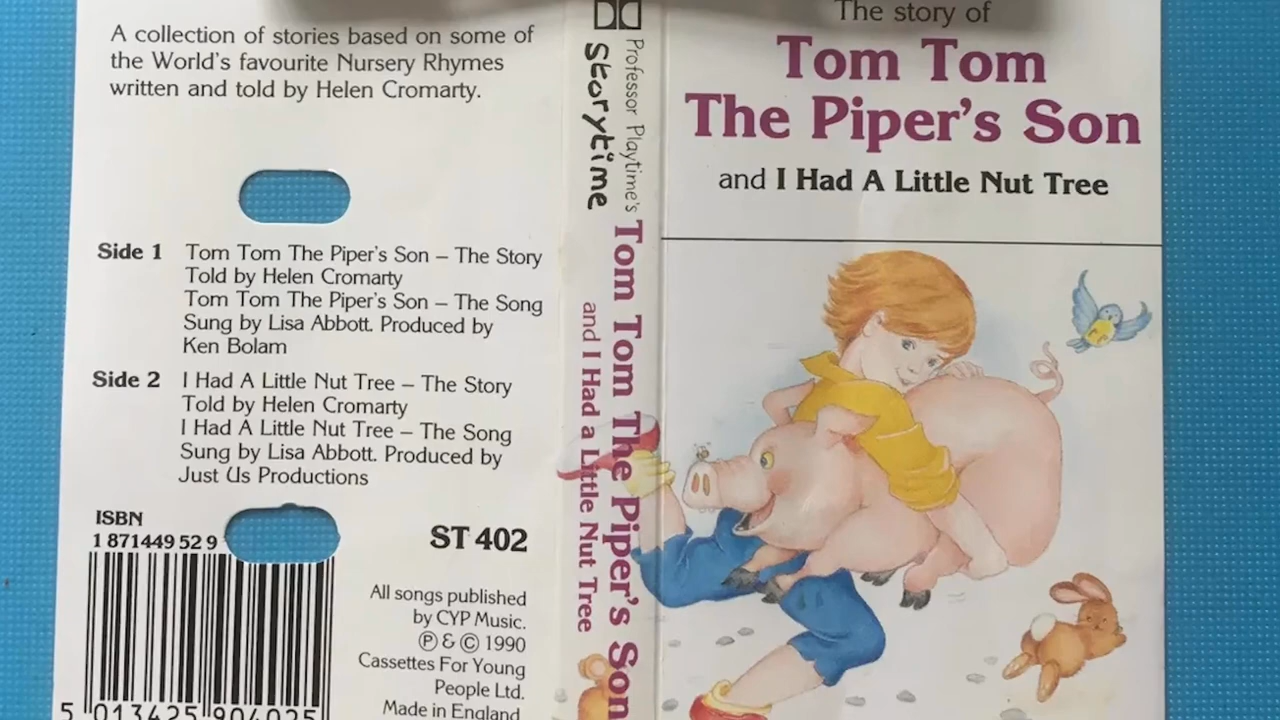 A collection of stories based on some of
the World's favourite Nursery Rhymes
written and told by Helen Cromarty.
Side 1 Tom Tom The Piper's Son – The Story
Told by Helen Cromarty
Tom Tom The Piper's Son – The Song
Sung by Lisa Abbott. Produced by
Ken Bolam
Side 2 I Had A Little Nut Tree – The Story
Told by Helen Cromarty
I Had A Little Nut Tree – The Song
Sung by Lisa Abbott. Produced by
Just Us Productions
ISBN
1 871449 52 9
ST 402
All songs published
by CYP Music.
Ⓟ & © 1990
Cassettes For Young
People Ltd.
Made in England
5 013425 904025
Professor Playtime's
Storytime
Tom Tom The Piper's Son
and I Had a Little Nut Tree
The story of
Tom Tom
The Piper's Son
and I Had A Little Nut Tree